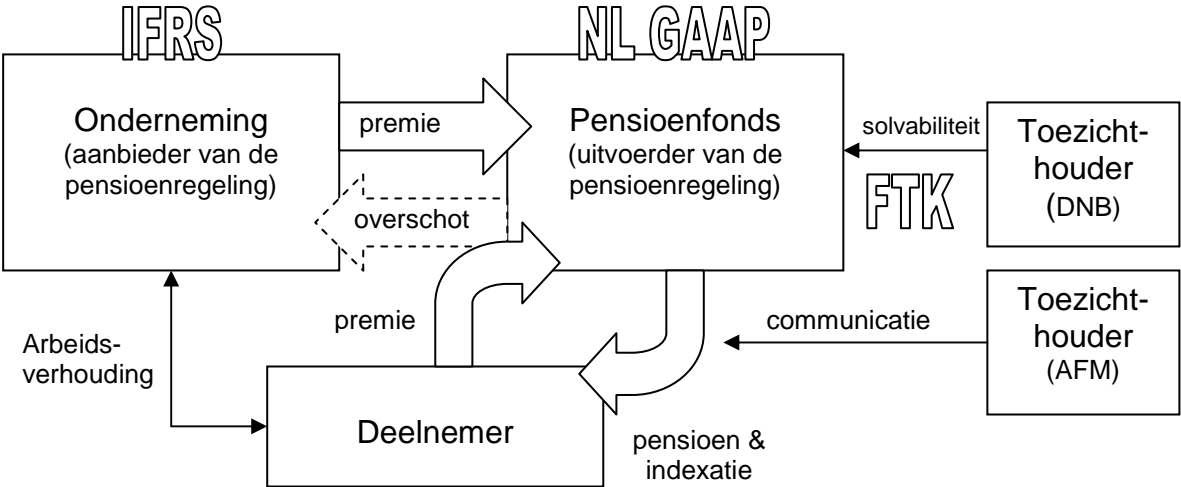 IFRS
NL GAAP
Onderneming
(aanbieder van de
pensioenregeling)
premie
Pensioenfonds
(uitvoerder van de
pensioenregeling)
solvabiliteit
Toezicht-
houder
(DNB)
FTK
overschot
premie
communicatie
Toezicht-
houder
(AFM)
Arbeids-
verhouding
Deelnemer
pensioen &
indexatie